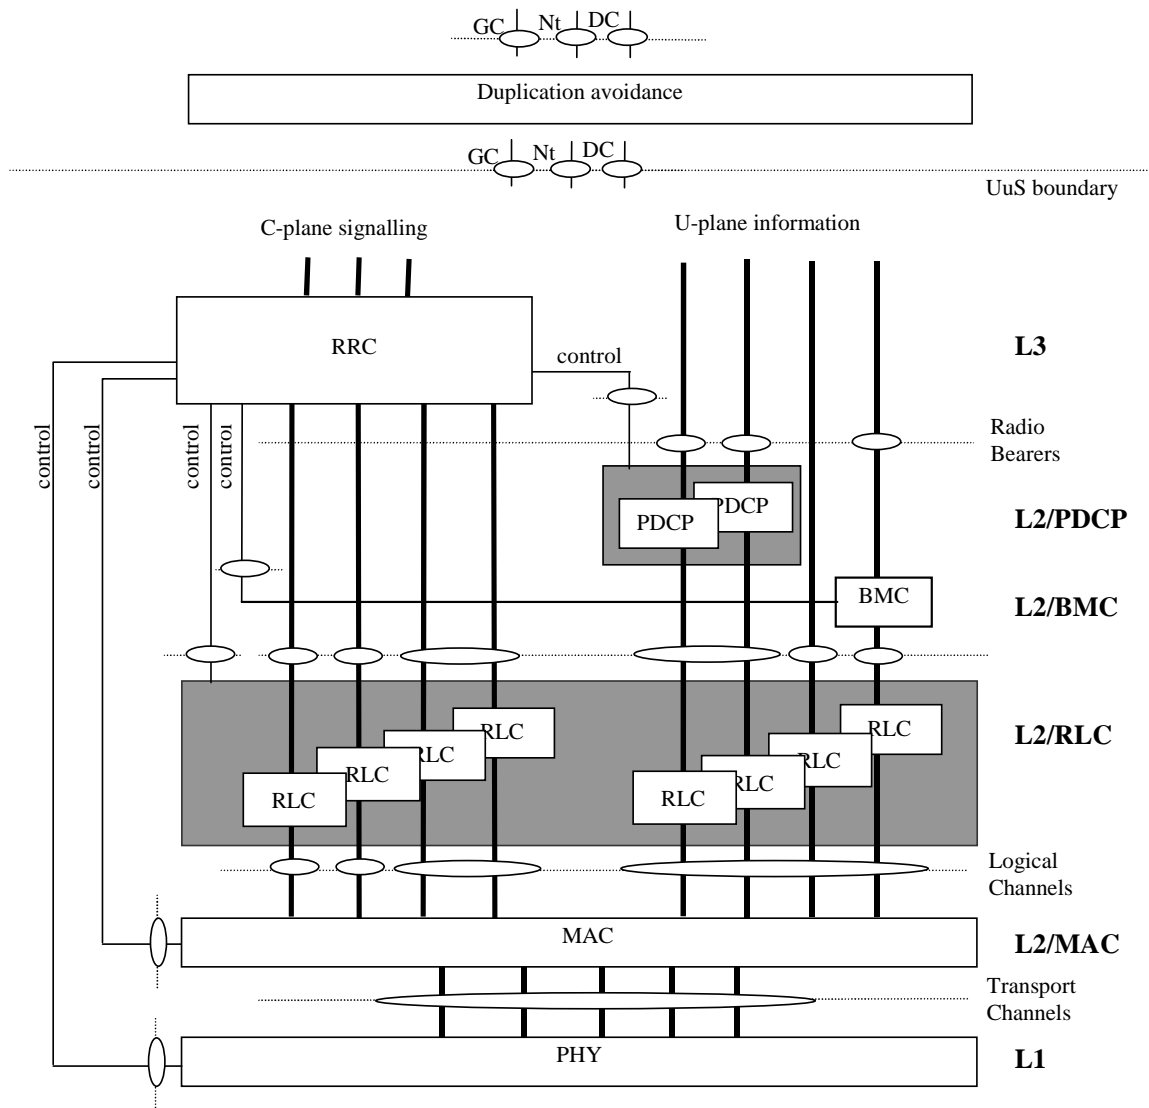 GC Nt DC
Duplication avoidance
GC Nt DC
UuS boundary
C-plane signalling
U-plane information
RRC
control
L3
control
control
control
control
Radio
Bearers
PDCP
PDCP
L2/PDCP
BMC
L2/BMC
RLC
RLC
RLC
RLC
RLC
RLC
RLC
RLC
L2/RLC
Logical
Channels
MAC
L2/MAC
Transport
Channels
PHY
L1